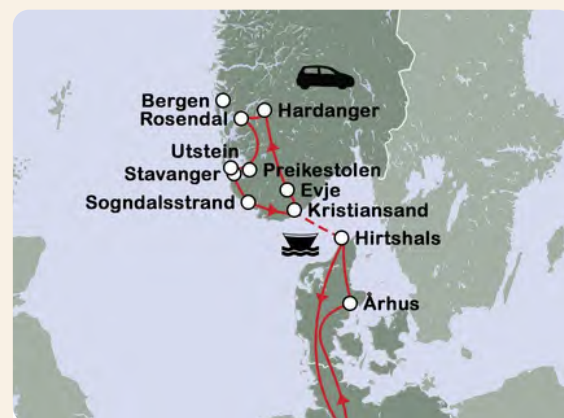 Bergen
Rosendal
Hardanger
Utstein
Stavanger
Preikestolen
Evje
Sogndalsstrand
Kristiansand
Hirtshals
Århus